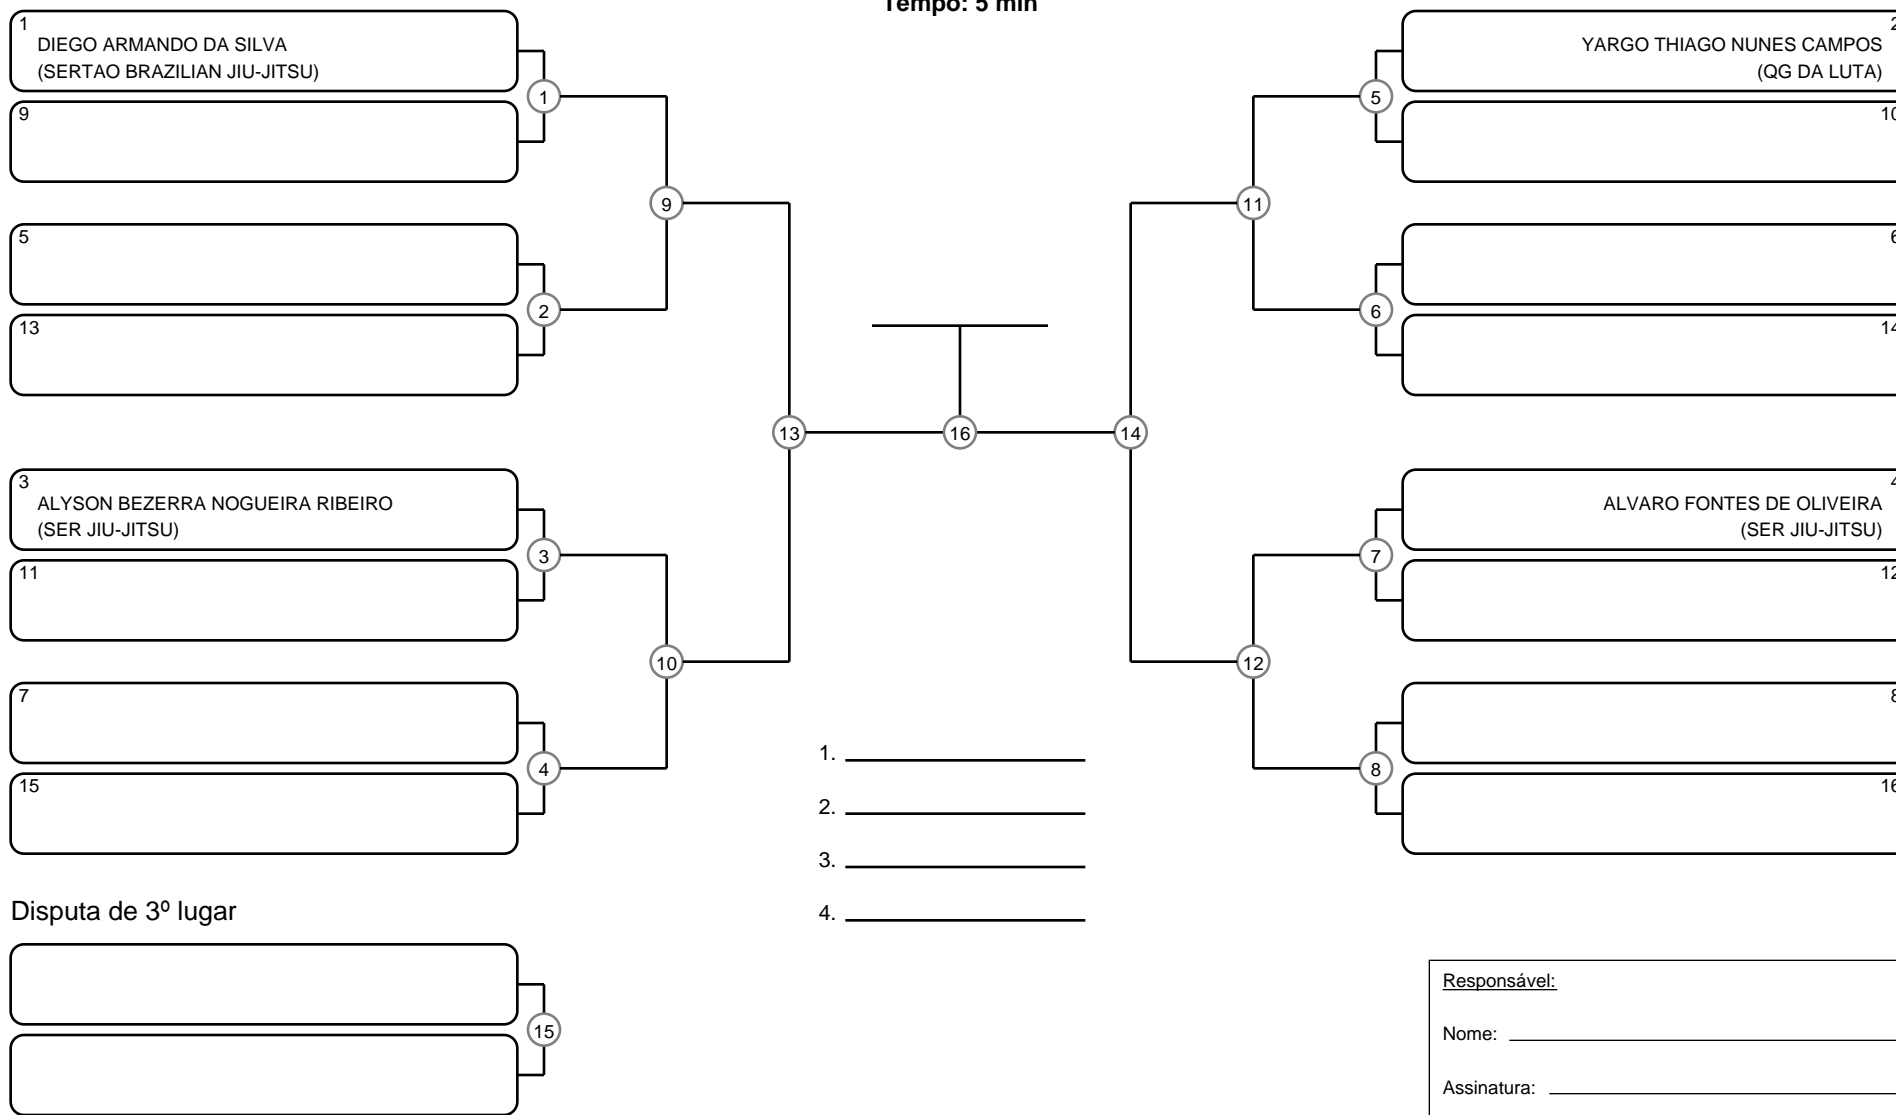 Tempo: 5 min
1
DIEGO ARMANDO DA SILVA
(SERTAO BRAZILIAN JIU-JITSU)
9
1
5
13
2
9
3
ALYSON BEZERRA NOGUEIRA RIBEIRO
(SER JIU-JITSU)
11
3
7
15
4
10
13
16
14
2
YARGO THIAGO NUNES CAMPOS
(QG DA LUTA)
10
5
6
14
6
11
4
ALVARO FONTES DE OLIVEIRA
(SER JIU-JITSU)
12
7
8
16
8
12
1.
2.
3.
4.
Disputa de 3º lugar
15
Responsável:
Nome:
Assinatura: